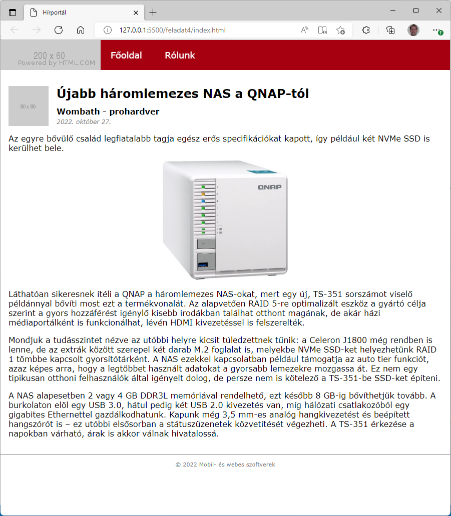 Hírportál
127.0.0.1:5500/feladat4/index.html
200 x 60
Powered by HTML.COM
Főoldal
Rólunk
80 x 80
Újabb háromlemezes NAS a QNAP-tól
Wombath - prohardver
2022. október 27.
Az egyre bővülő család legfiatalabb tagja egész erős specifikációkat kapott, így például két NVMe SSD is
kerülhet bele.
QNAP
Láthatóan sikeresnek ítéli a QNAP a háromlemezes NAS-okat, mert egy új, TS-351 sorszámot viselő
példánnyal bővíti most ezt a termékvonalát. Az alapvetően RAID 5-re optimalizált eszköz a gyártó célja
szerint a gyors hozzáférést igénylő kisebb irodákban találhat otthont magának, de akár házi
médiaportálként is funkcionálhat, lévén HDMI kivezetéssel is felszerelték.
Mondjuk a tudásszintet nézve az utóbbi helyre kicsit túledzettnek tűnik: a Celeron J1800 még rendben is
lenne, de az extrák között szerepel két darab M.2 foglalat is, melyekbe NVMe SSD-ket helyezhetünk RAID
1 tömbbe kapcsolt gyorsítótárként. A NAS ezekkel kapcsolatban például támogatja az auto tier funkciót,
azaz képes arra, hogy a legtöbbet használt adatokat a gyorsabb lemezekre mozgassa át. Ez nem egy
tipikusan otthoni felhasználók által igényelt dolog, de persze nem is kötelező a TS-351-be SSD-ket építeni.
A NAS alapesetben 2 vagy 4 GB DDR3L memóriával rendelhető, ezt később 8 GB-ig bővíthetjük tovább. A
burkolaton elől egy USB 3.0, hátul pedig két USB 2.0 kivezetés van, míg hálózati csatlakozóból egy
gigabites Ethernettel gazdálkodhatunk. Kapunk még 3,5 mm-es analóg hangkivezetést és beépített
hangszórót is – ez utóbbi elsősorban a státuszüzenetek közvetítését végezheti. A TS-351 érkezése a
napokban várható, árak is akkor válnak hivatalossá.
© 2022 Mobil- és webes szoftverek